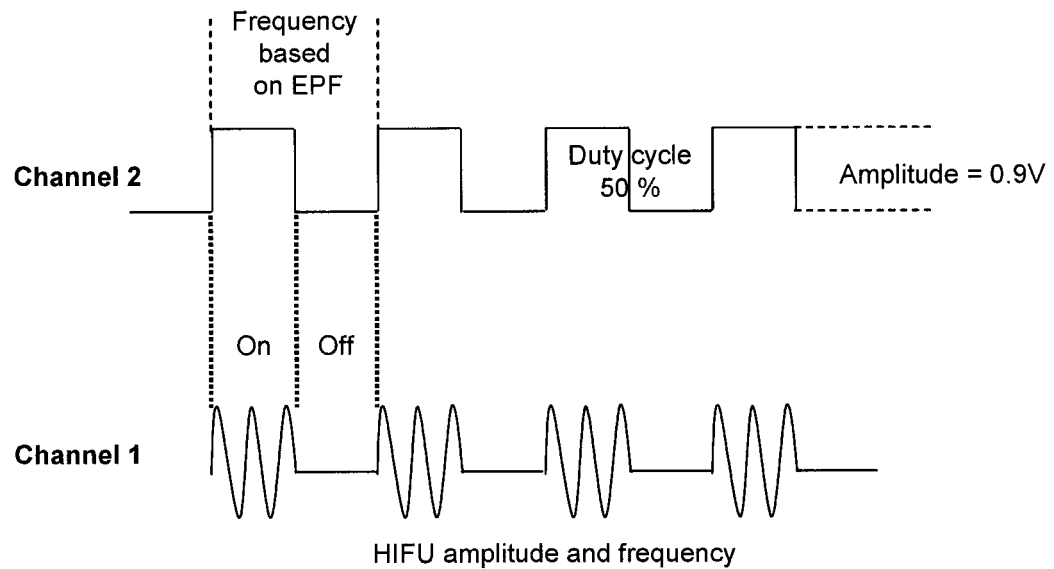 Frequency
based
on EPF
Channel 2
Duty cycle
50 %
Amplitude = 0.9V
On
Off
Channel 1
HIFU amplitude and frequency